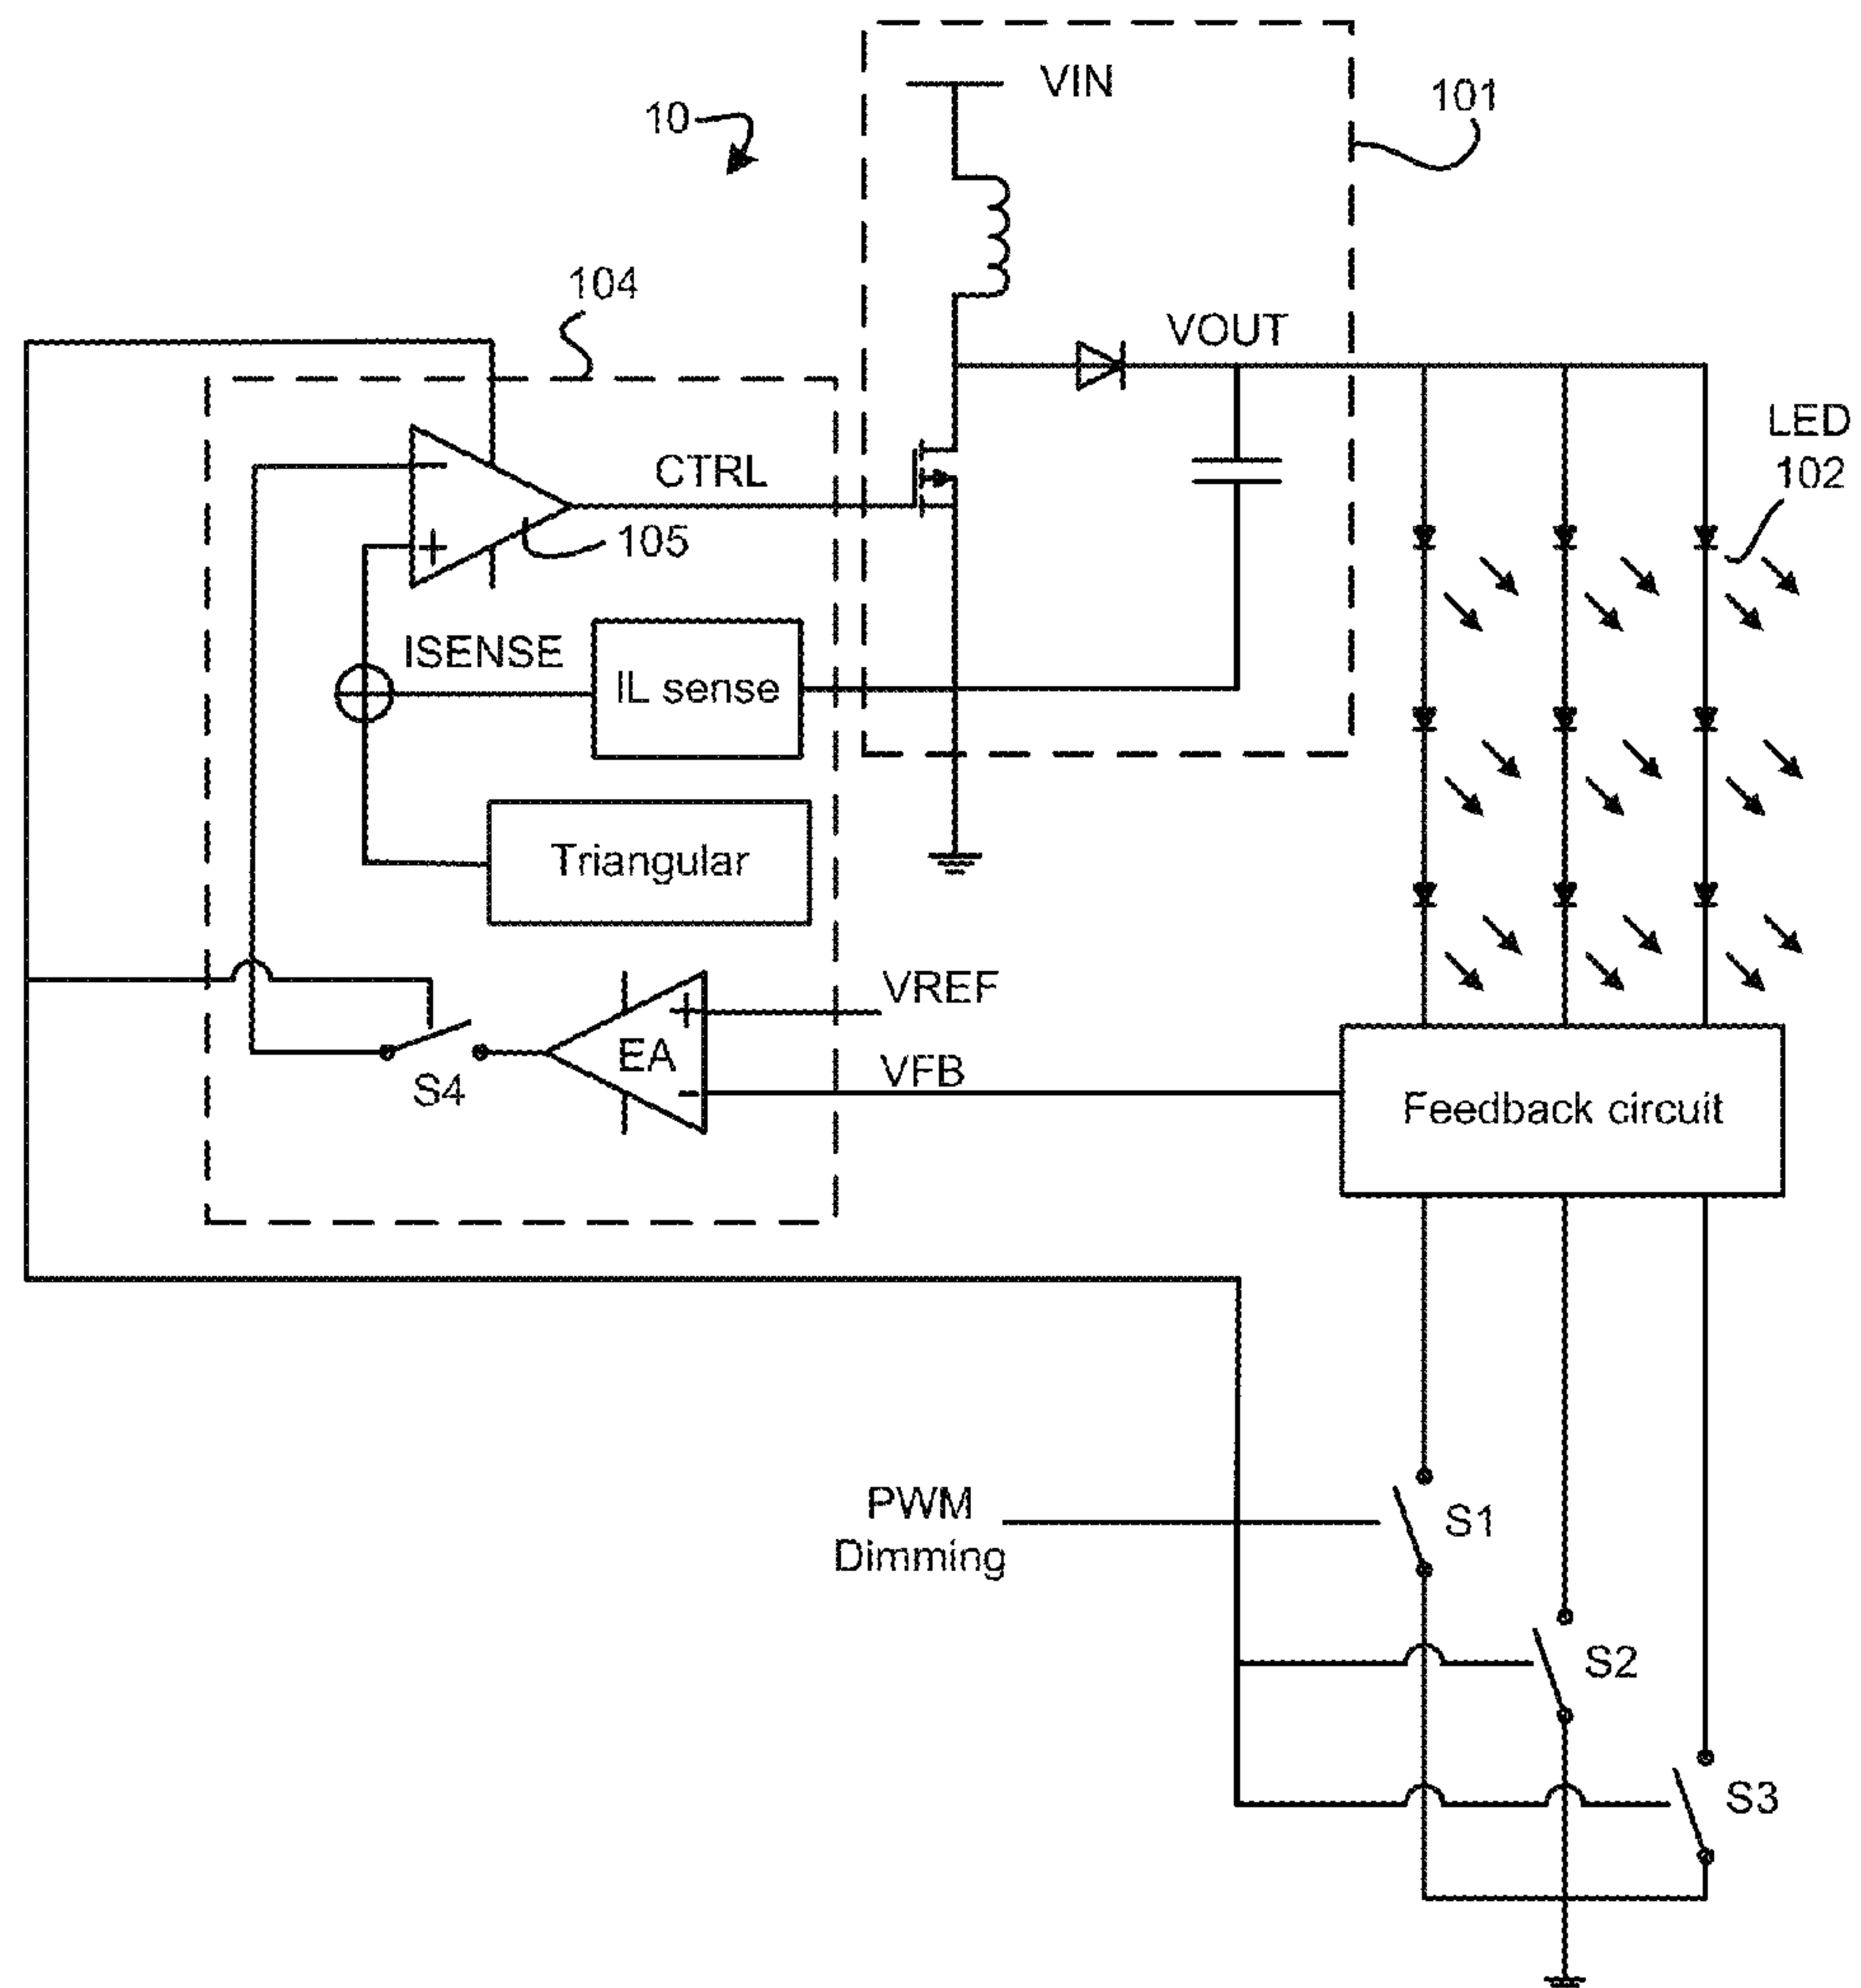 VIN
101
10
104
VOUT
LED
102
CTRL
105
-
+
ISENSE
IL sense
Triangular
VREF
+
EA
S4
VFB
-
Feedback circuit
PWM
Dimming
S1
S2
S3